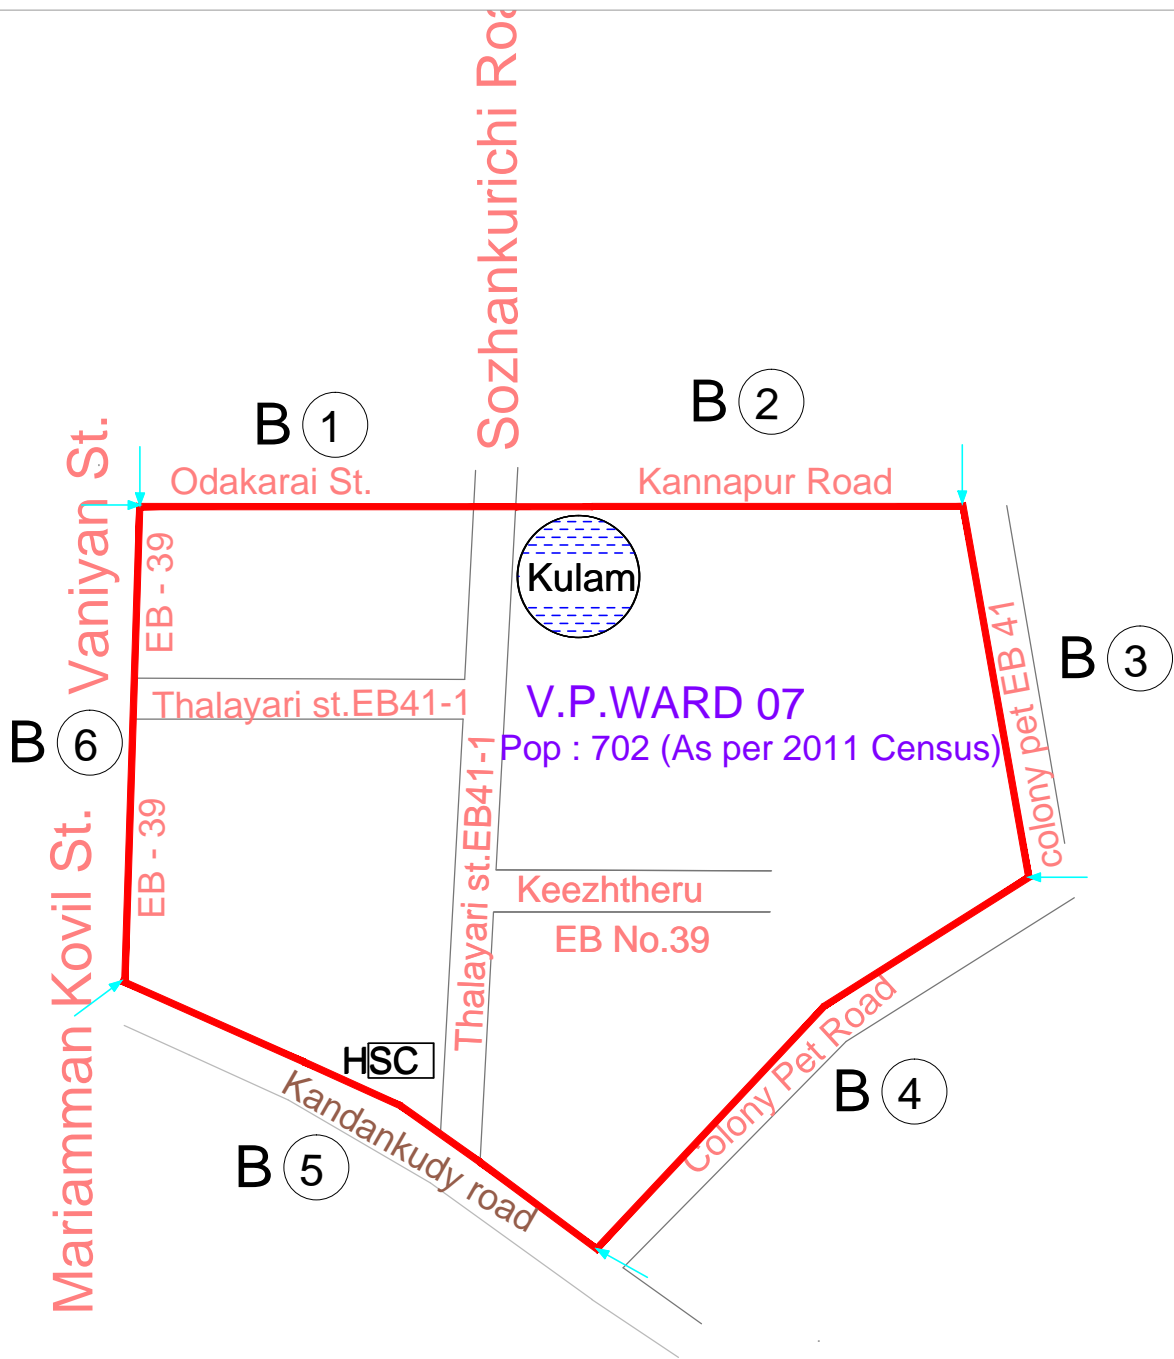 Sozhankurichi Roa
B 1
B 2
Vaniyan St.
Odakarai St.
Kannapur Road
EB - 39
Kulam
colony pet EB 41
B 3
Thalayari st.EB41-1
V.P.WARD 07
Pop : 702 (As per 2011 Census)
B 6
Thalayari st.EB41-1
EB - 39
Mariamman Kovil St.
Keezhtheru
EB No.39
HSC
Colony Pet Road
B 4
Kandankudy road
B 5